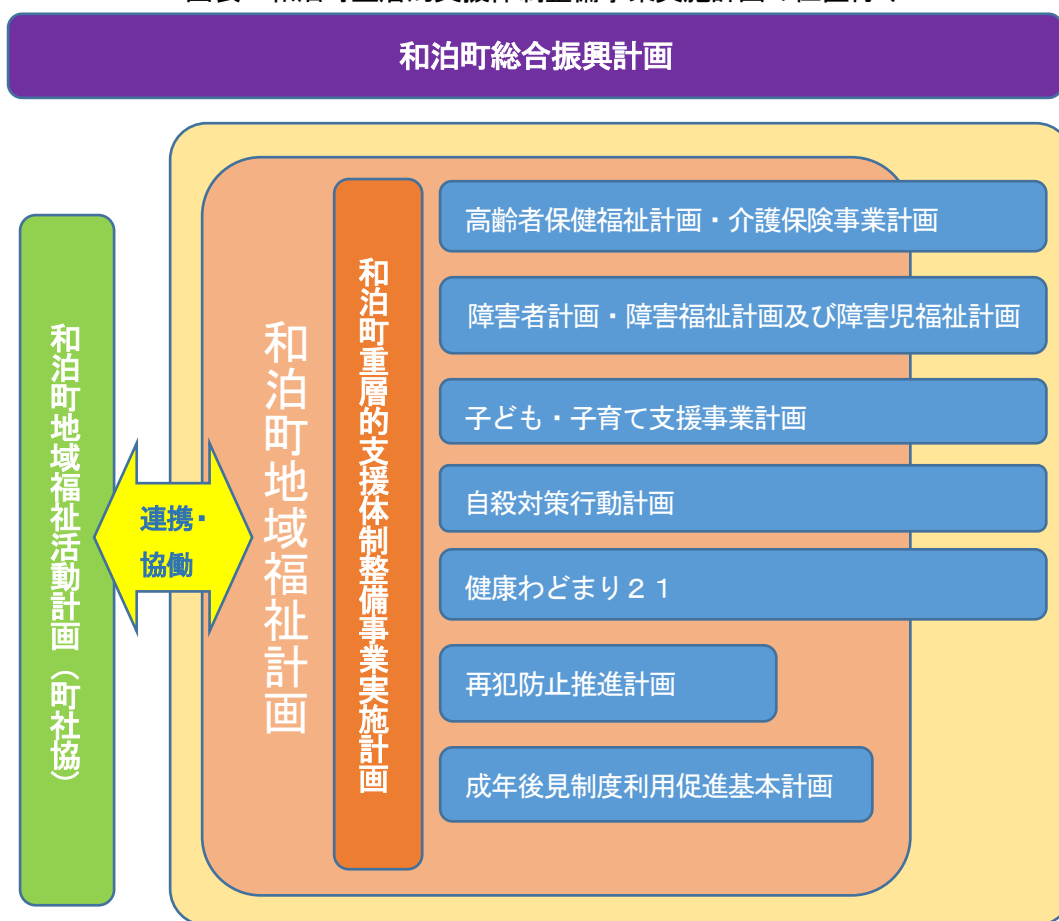 和泊町総合振興計画
和泊町地域福祉活動計画（町社協）
連携・
協働
和泊町地域福祉計画
和泊町重層的支援体制整備事業実施計画
高齢者保健福祉計画・介護保険事業計画
障害者計画・障害福祉計画及び障害児福祉計画
子ども・子育て支援事業計画
自殺対策行動計画
健康わどまり２１
再犯防止推進計画
成年後見制度利用促進基本計画